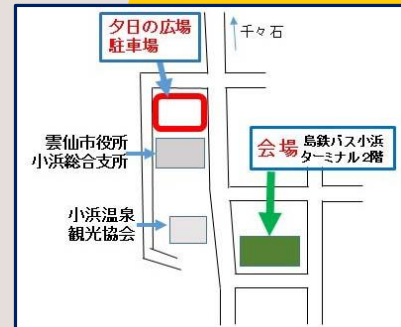 夕日の広場
駐車場
千々石
雲仙市役所
小浜総合支所
会場 島鉄バス小浜
ターミナル2階
小浜温泉
観光協会